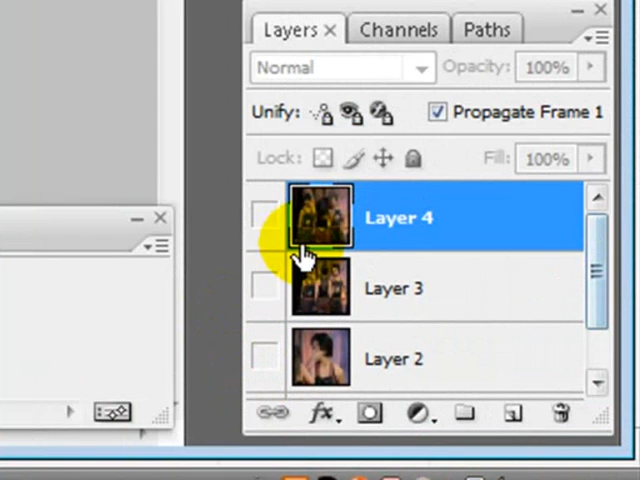 Layers Channels Paths
Normal Opacity: 100%
Unify: Propagate Frame 1
Lock: Fill: 100%
Layer 4
Layer 3
Layer 2
fx